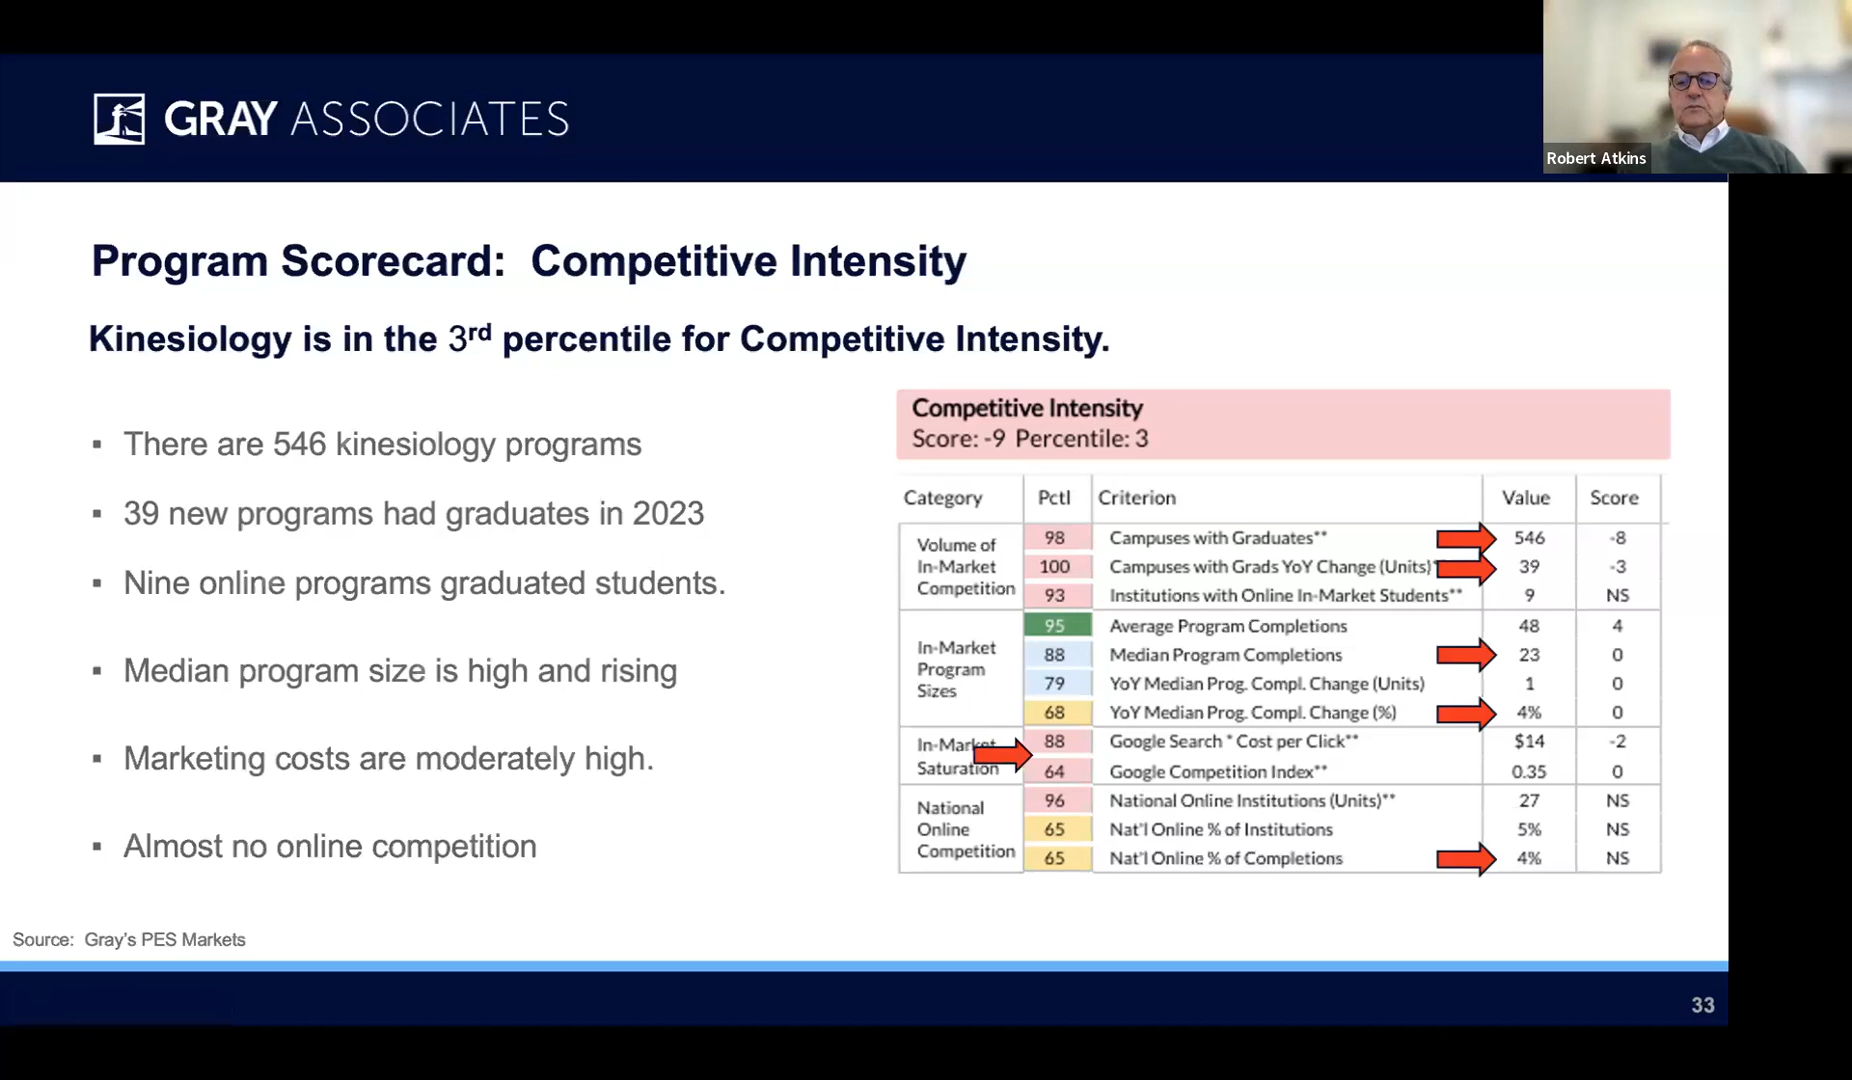 GRAY ASSOCIATES
Robert Atkins
Program Scorecard: Competitive Intensity
Kinesiology is in the 3rd percentile for Competitive Intensity.
▪ There are 546 kinesiology programs
▪ 39 new programs had graduates in 2023
▪ Nine online programs graduated students.
▪ Median program size is high and rising
▪ Marketing costs are moderately high.
▪ Almost no online competition
Competitive Intensity
Score: -9 Percentile: 3
Category Pctl Criterion Value Score
Volume of In-Market Competition
98 Campuses with Graduates** 546 -8
100 Campuses with Grads YoY Change (Units)* 39 -3
93 Institutions with Online In-Market Students** 9 NS
In-Market Program Sizes
95 Average Program Completions 48 4
88 Median Program Completions 23 0
79 YoY Median Prog. Compl. Change (Units) 1 0
68 YoY Median Prog. Compl. Change (%) 4% 0
In-Market Saturation
88 Google Search * Cost per Click** $14 -2
64 Google Competition Index** 0.35 0
National Online Competition
96 National Online Institutions (Units)** 27 NS
65 Nat'l Online % of Institutions 5% NS
65 Nat'l Online % of Completions 4% NS
Source: Gray's PES Markets
33